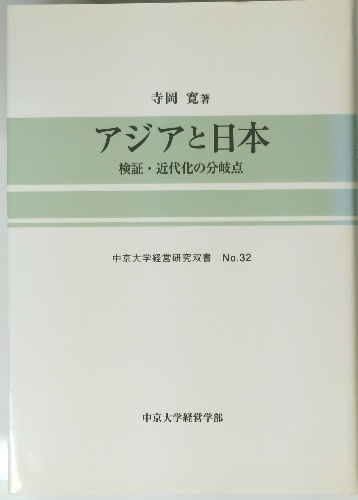 寺岡 寛著
アジアと日本
検証・近代化の分岐点
中京大学経営研究双書 No.32
中京大学経営学部